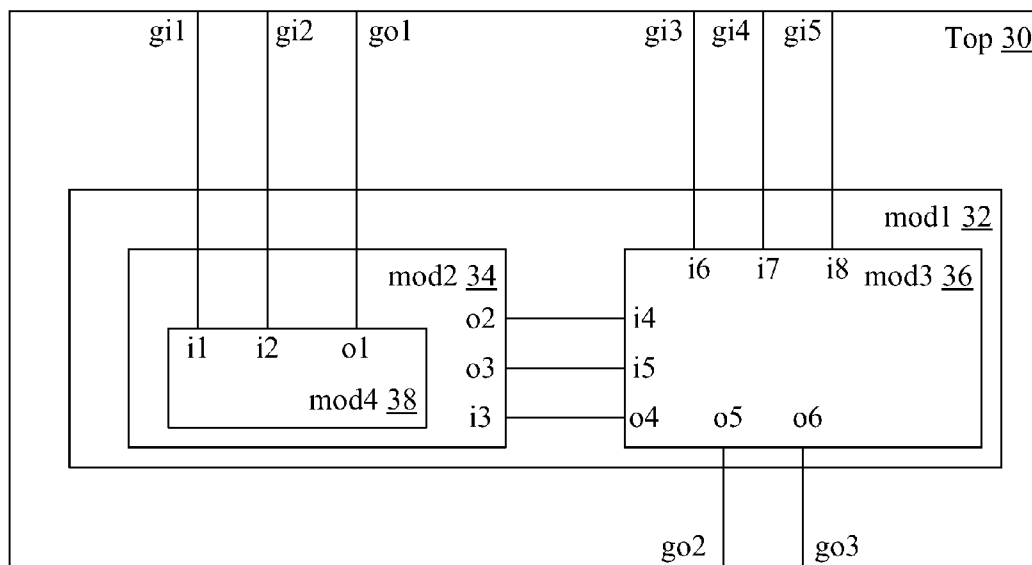 gi1 gi2 go1 gi3 gi4 gi5
Top 30
mod1 32
mod2 34
i6 i7 i8
mod3 36
o2 i4
i1 i2 o1
o3 i5
mod4 38
i3 o4 o5 o6
go2 go3